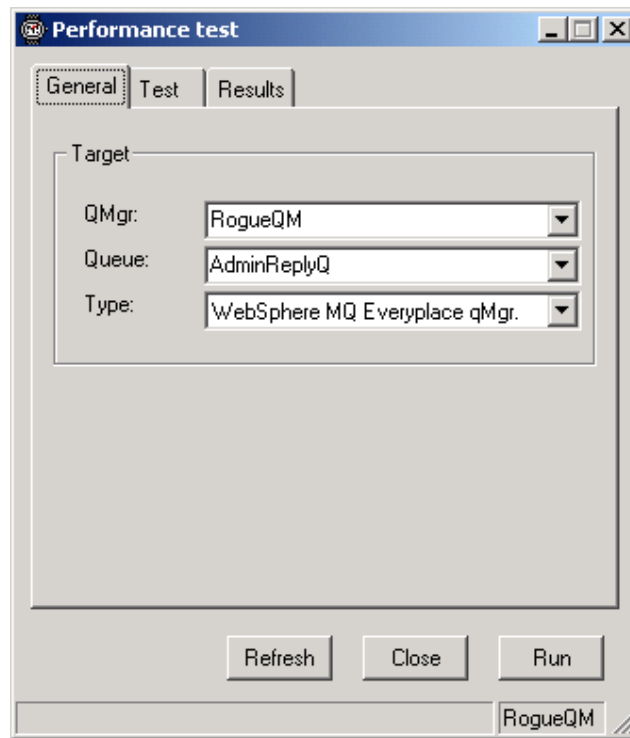 Performance test
General Test Results
Target
QMgr: RogueQM
Queue: AdminReplyQ
Type: WebSphere MQ Everyplace qMgr.
Refresh Close Run
RogueQM